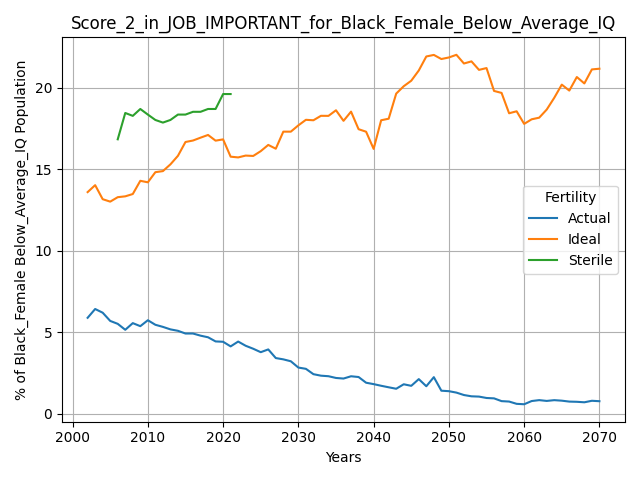 Score_2_in_JOB_IMPORTANT_for_Black_Female_Below_Average_IQ
% of Black_Female Below_Average_IQ Population
20
15
10
5
0
Fertility
Actual
Ideal
Sterile
2000 2010 2020 2030 2040 2050 2060 2070
Years